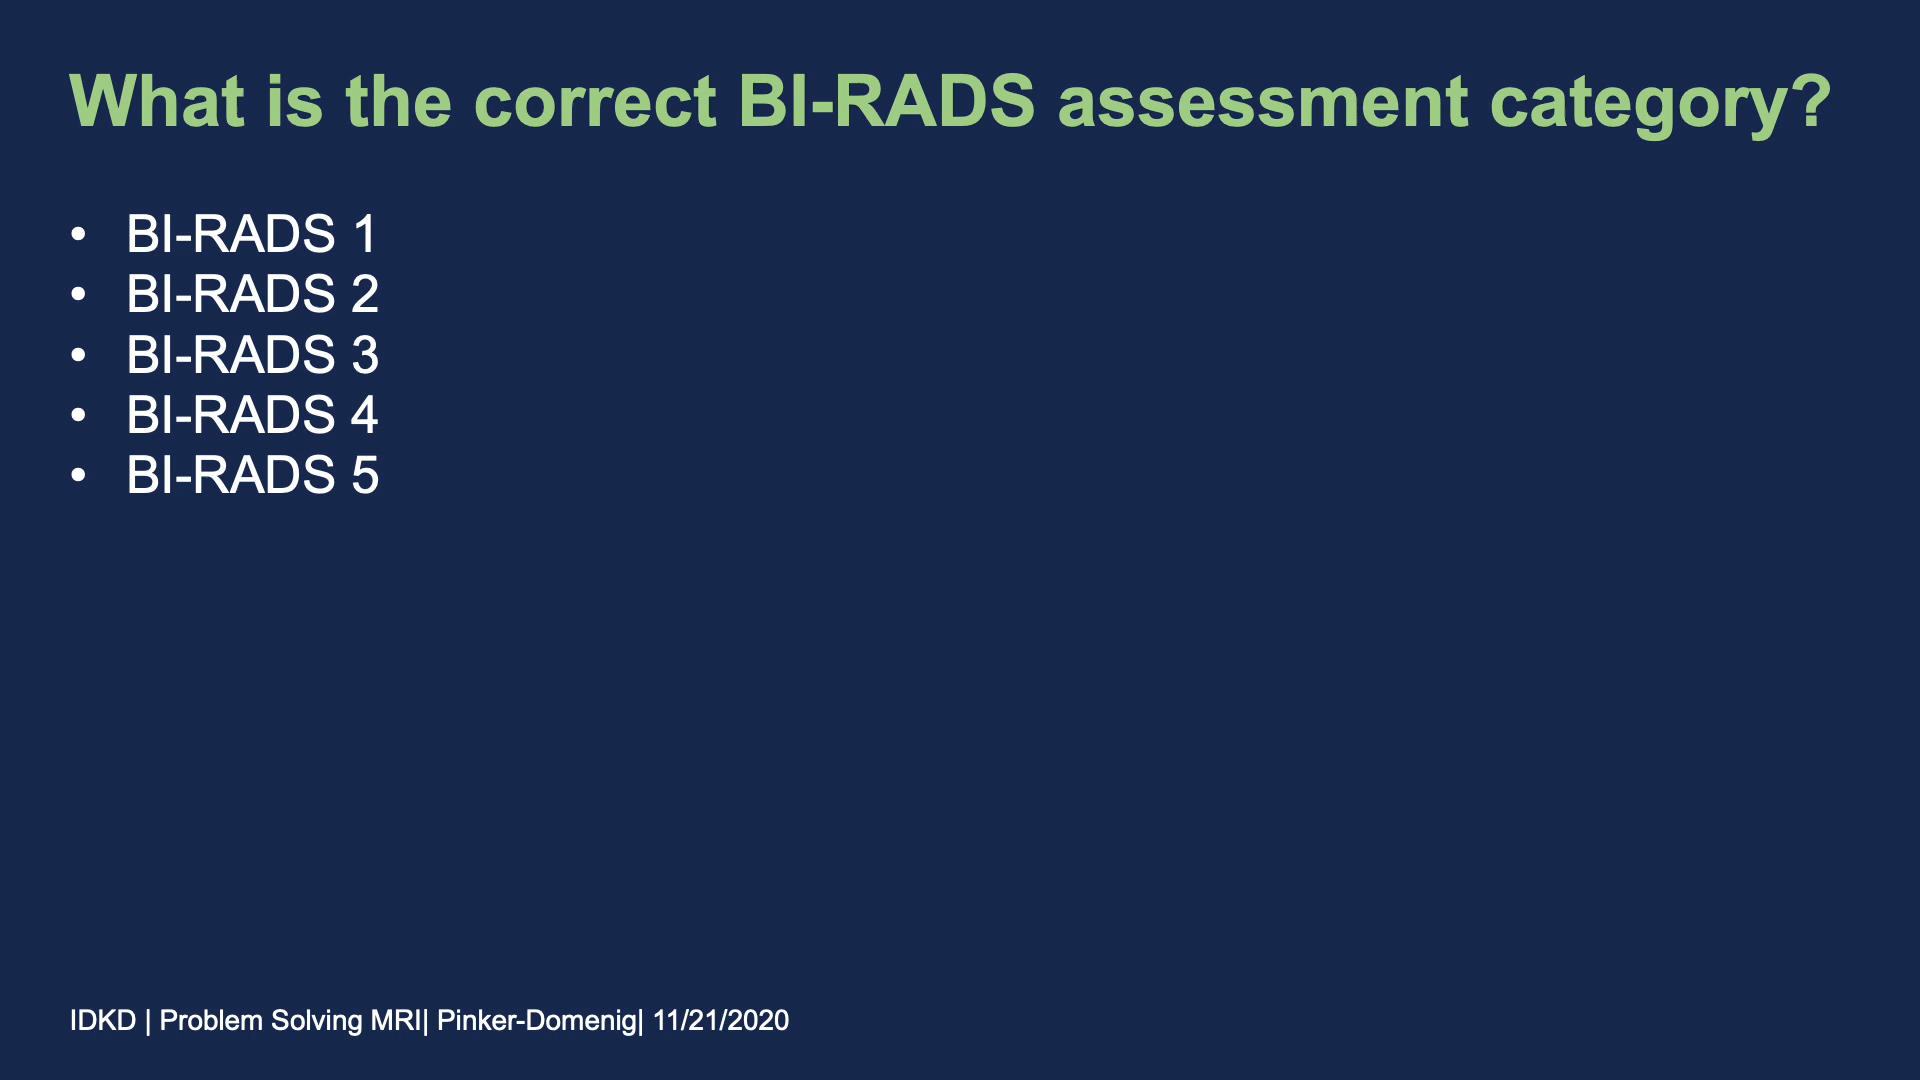 What is the correct BI-RADS assessment category?
• BI-RADS 1
• BI-RADS 2
• BI-RADS 3
• BI-RADS 4
• BI-RADS 5
IDKD | Problem Solving MRI| Pinker-Domenig| 11/21/2020